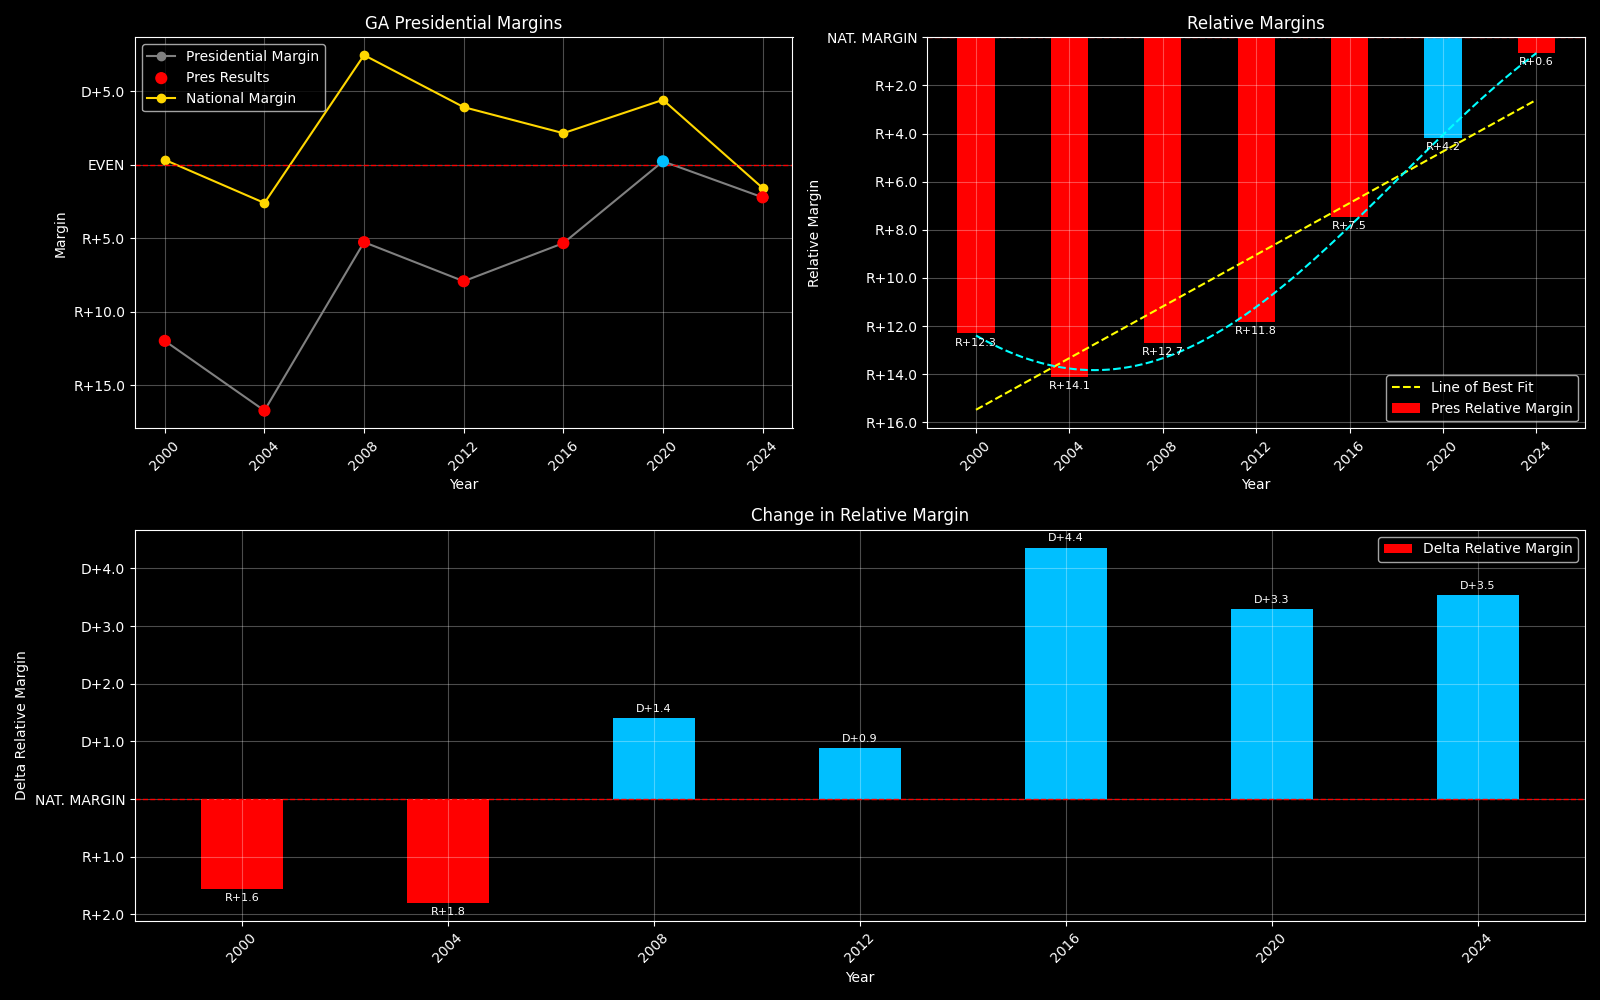 GA Presidential Margins
Presidential Margin
Pres Results
National Margin
D+5.0
EVEN
R+5.0
R+10.0
R+15.0
Margin
2000
2004
2008
2012
2016
2020
2024
Year
Relative Margins
NAT. MARGIN
R+2.0
R+4.0
R+6.0
R+8.0
R+10.0
R+12.0
R+14.0
R+16.0
Relative Margin
R+12.3
R+14.1
R+12.7
R+11.8
R+7.5
R+4.2
R+0.6
Line of Best Fit
Pres Relative Margin
2000
2004
2008
2012
2016
2020
2024
Year
Change in Relative Margin
Delta Relative Margin
D+4.0
D+3.0
D+2.0
D+1.0
NAT. MARGIN
R+1.0
R+2.0
Delta Relative Margin
R+1.6
R+1.8
D+1.4
D+0.9
D+4.4
D+3.3
D+3.5
2000
2004
2008
2012
2016
2020
2024
Year